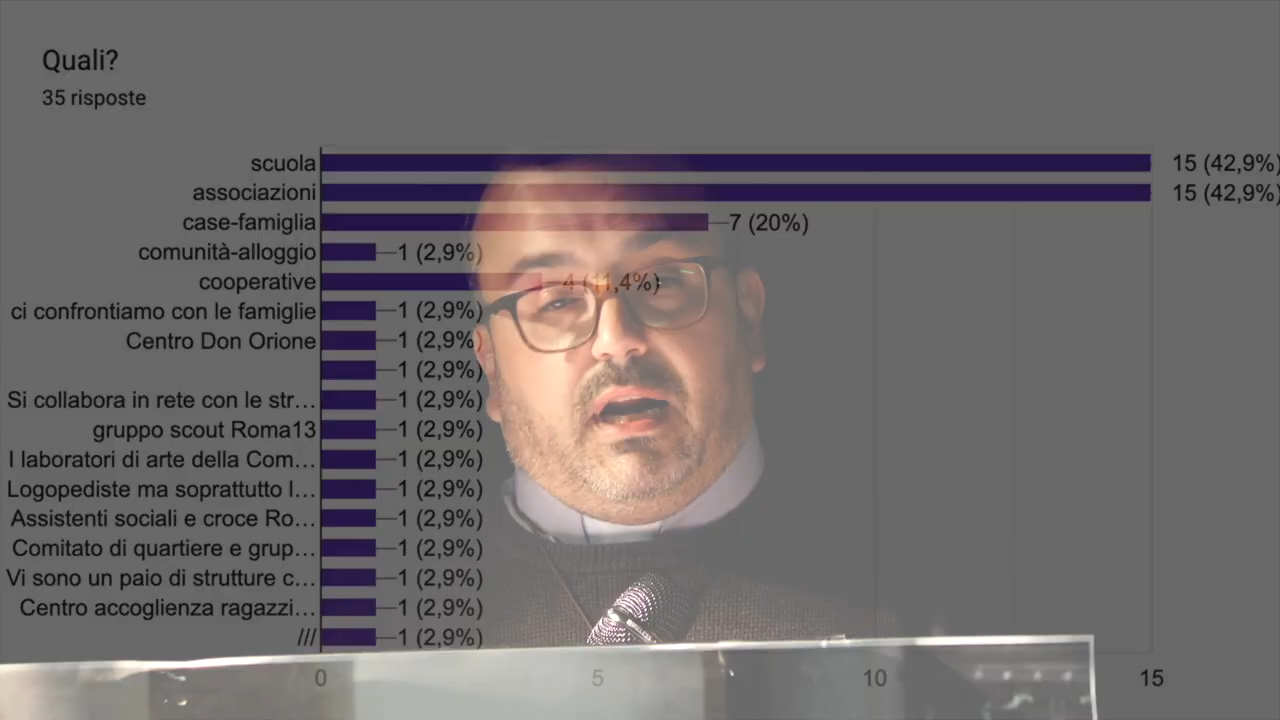 Quali?
35 risposte
scuola 15 (42,9%)
associazioni 15 (42,9%)
case-famiglia 7 (20%)
comunità-alloggio 1 (2,9%)
cooperative 4 (11,4%)
ci confrontiamo con le famiglie 1 (2,9%)
Centro Don Orione 1 (2,9%)
1 (2,9%)
Si collabora in rete con le str… 1 (2,9%)
gruppo scout Roma13 1 (2,9%)
I laboratori di arte della Com… 1 (2,9%)
Logopediste ma soprattutto l… 1 (2,9%)
Assistenti sociali e croce Ro… 1 (2,9%)
Comitato di quartiere e grup… 1 (2,9%)
Vi sono un paio di strutture c… 1 (2,9%)
Centro accoglienza ragazzi… 1 (2,9%)
/// 1 (2,9%)
0 5 10 15